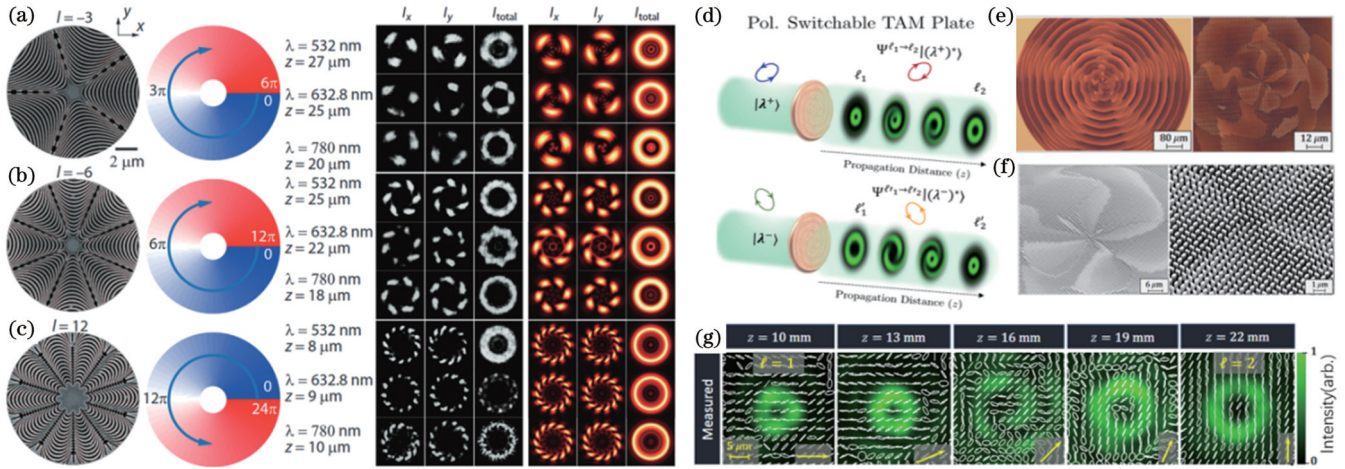 (a)
l = −3
y
x
3π
6π
0
2 μm
λ = 532 nm
z = 27 μm
λ = 632.8 nm
z = 25 μm
λ = 780 nm
z = 20 μm
Ix
Iy
Itotal
Ix
Iy
Itotal
(b)
l = −6
6π
12π
0
λ = 532 nm
z = 25 μm
λ = 632.8 nm
z = 22 μm
λ = 780 nm
z = 18 μm
(c)
l = 12
12π
0
24π
λ = 532 nm
z = 8 μm
λ = 632.8 nm
z = 9 μm
λ = 780 nm
z = 10 μm
(d)
Pol. Switchable TAM Plate
Ψ^{ℓ1→ℓ2}|(λ⁺)*⟩
|λ⁺⟩
ℓ1
ℓ2
Propagation Distance (z)
Ψ^{ℓ'1→ℓ'2}|(λ⁻)*⟩
|λ⁻⟩
ℓ'1
ℓ'2
Propagation Distance (z)
(e)
80 μm
12 μm
(f)
6 μm
1 μm
(g)
z = 10 mm
z = 13 mm
z = 16 mm
z = 19 mm
z = 22 mm
Measured
ℓ = 1
ℓ = 2
5 μm
1
0
Intensity(arb.)